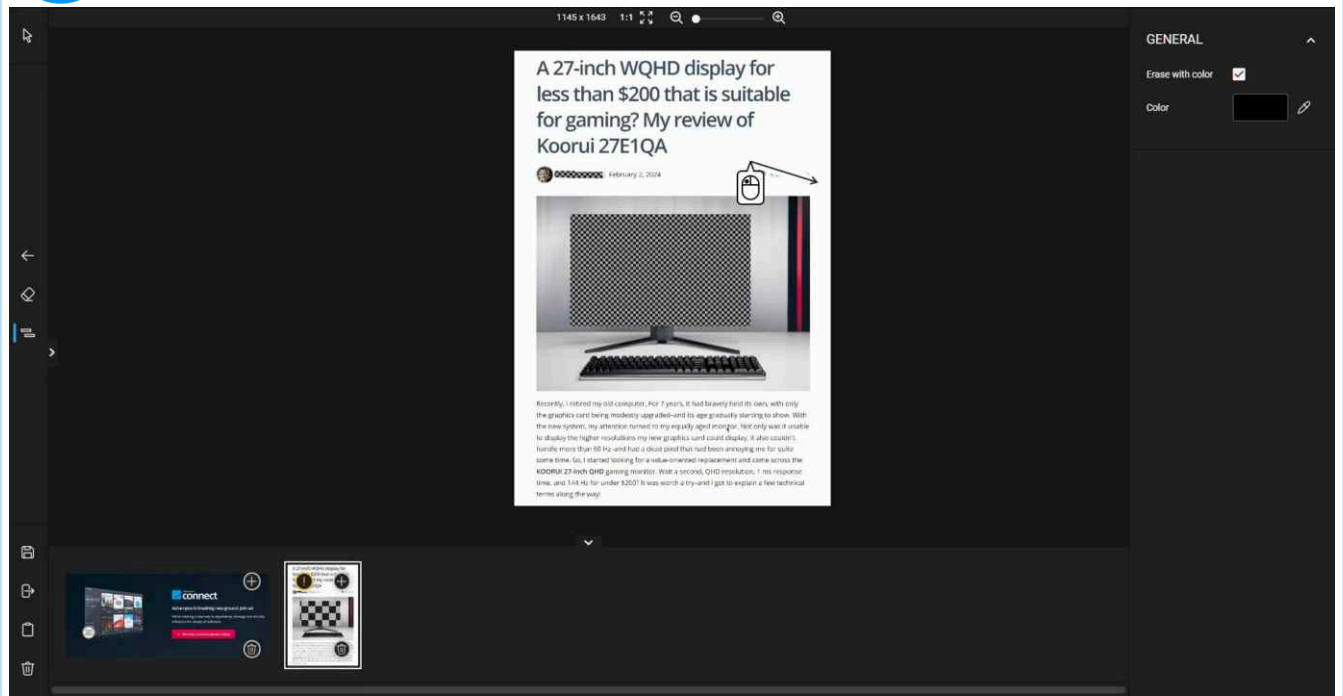 1145 x 1643 1:1
GENERAL
Erase with color
Color
A 27-inch WQHD display for
less than $200 that is suitable
for gaming? My review of
Koorui 27E1QA
February 2, 2024
Recently, I retired my old computer. For 7 years, it had bravely held its own, with only
the graphics card being modestly upgraded–and its age gradually starting to show. With
the new system, my attention turned to my equally aged monitor. Not only was it unable
to display the higher resolutions my new graphics card could display, it also couldn't
handle more than 60 Hz–and had a dead pixel that had been annoying me for quite
some time. So, I started looking for a value-oriented replacement and came across the
KOORUI 27-Inch QHD gaming monitor. Wait a second, QHD resolution, 1 ms response
time, and 144 Hz for under $200? It was worth a try–and I get to explain a few technical
terms along the way!
connect